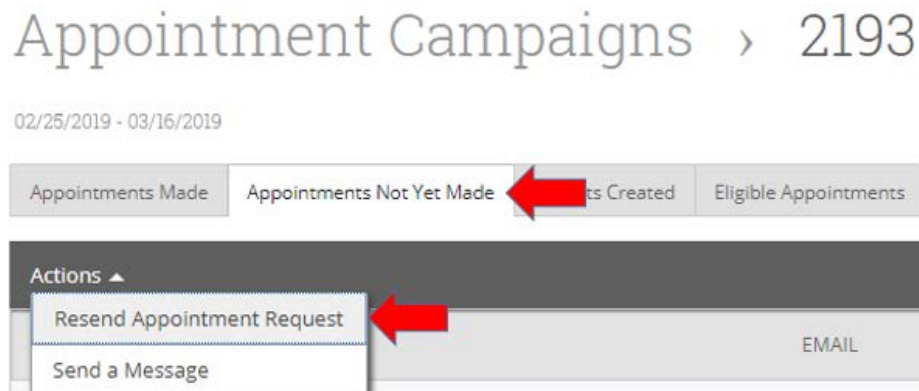 Appointment Campaigns › 2193
02/25/2019 - 03/16/2019
Appointments Made Appointments Not Yet Made ts Created Eligible Appointments
Actions ▲
Resend Appointment Request
EMAIL
Send a Message